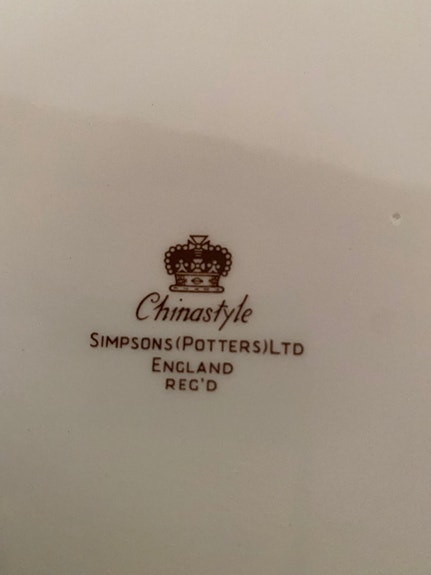 Chinastyle
SIMPSONS(POTTERS)LTD
ENGLAND
REG'D